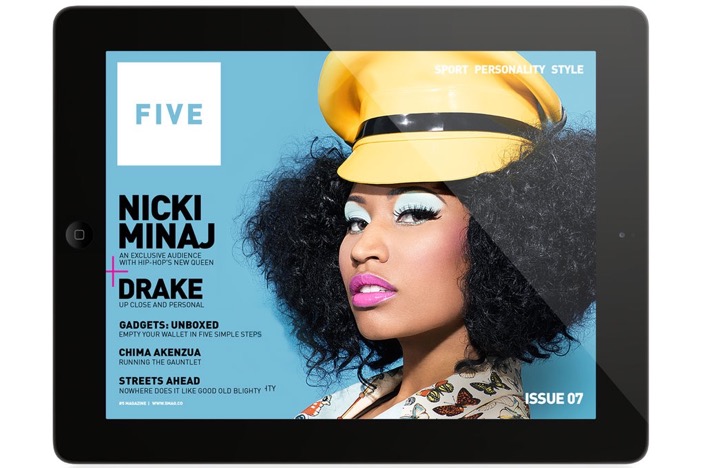 SPORT PERSONALITY STYLE
FIVE
NICKI
MINAJ
AN EXCLUSIVE AUDIENCE
WITH HIP-HOP'S NEW QUEEN
DRAKE
UP CLOSE AND PERSONAL
GADGETS: UNBOXED
EMPTY YOUR WALLET IN FIVE SIMPLE STEPS
CHIMA AKENZUA
RUNNING THE GAUNTLET
STREETS AHEAD
NOWHERE DOES IT LIKE GOOD OLD BLIGHTY
ISSUE 07